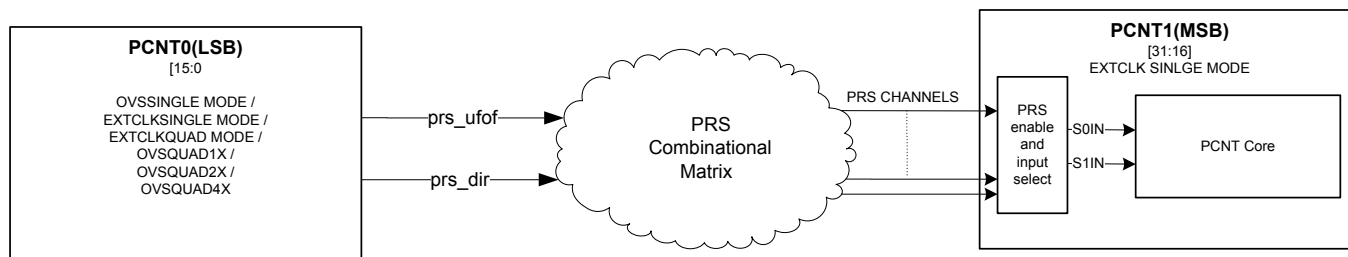 PCNT0(LSB)
[15:0
OVSSINGLE MODE /
EXTCLKSINGLE MODE /
EXTCLKQUAD MODE /
OVSQUAD1X /
OVSQUAD2X /
OVSQUAD4X
prs_ufof
prs_dir
PRS
Combinational
Matrix
PRS CHANNELS
PCNT1(MSB)
[31:16]
EXTCLK SINLGE MODE
PRS
enable
and
input
select
S0IN
S1IN
PCNT Core